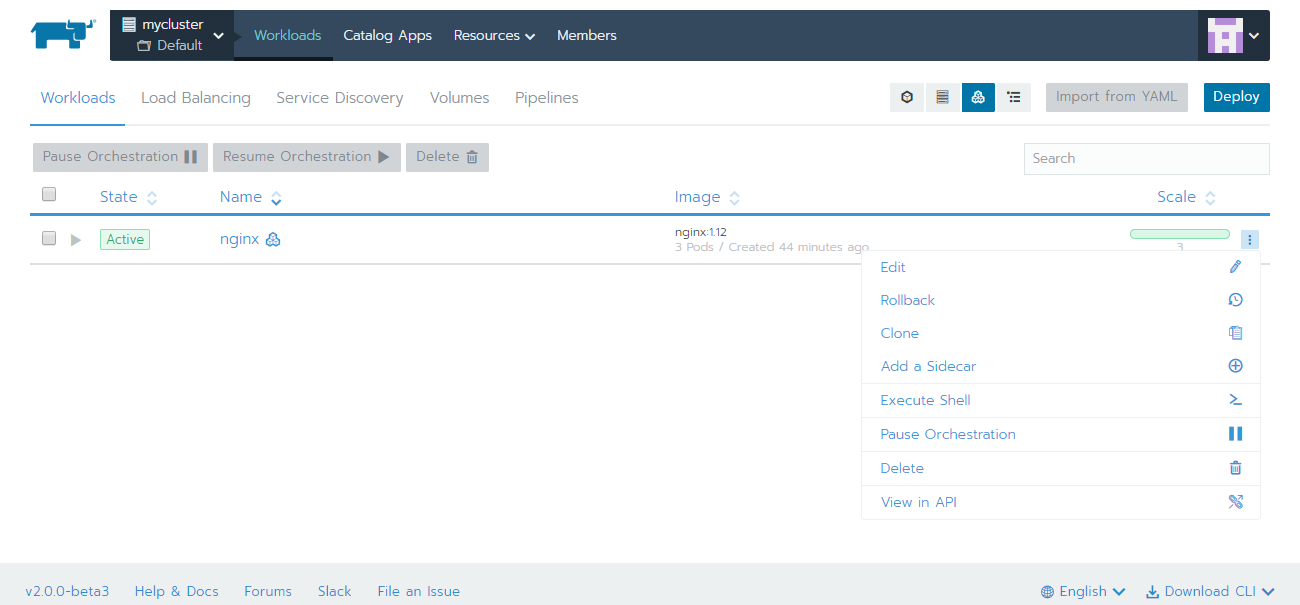 mycluster
Default
Workloads Catalog Apps Resources Members
Workloads Load Balancing Service Discovery Volumes Pipelines
Import from YAML Deploy
Pause Orchestration Resume Orchestration Delete
Search
State Name Image Scale
Active nginx nginx:1.12
3 Pods / Created 44 minutes ago 3
Edit
Rollback
Clone
Add a Sidecar
Execute Shell
Pause Orchestration
Delete
View in API
v2.0.0-beta3 Help & Docs Forums Slack File an Issue English Download CLI